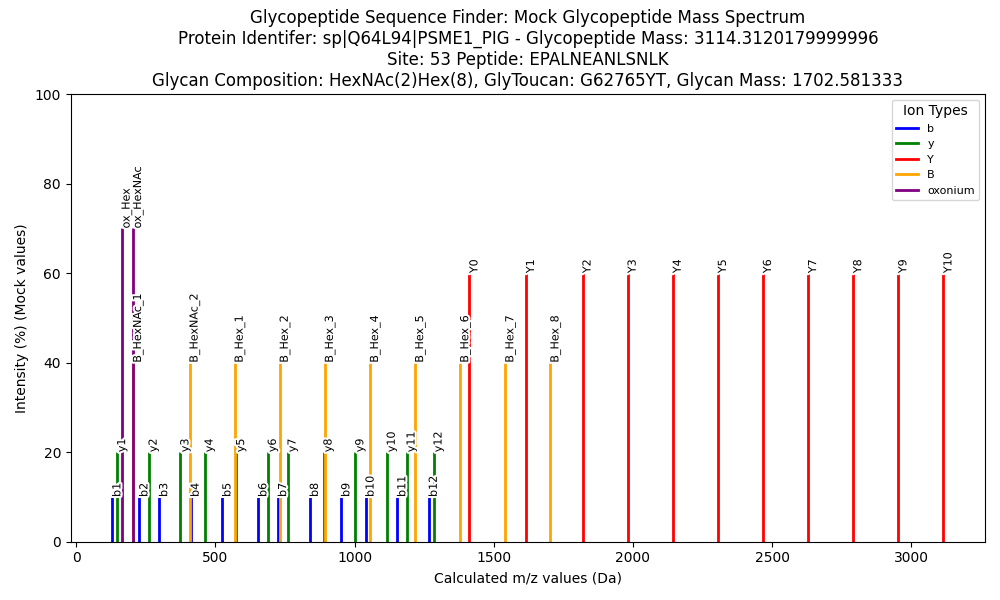 Glycopeptide Sequence Finder: Mock Glycopeptide Mass Spectrum
Protein Identifer: sp|Q64L94|PSME1_PIG - Glycopeptide Mass: 3114.3120179999996
Site: 53 Peptide: EPALNEANLSNLK
Glycan Composition: HexNAc(2)Hex(8), GlyToucan: G62765YT, Glycan Mass: 1702.581333
Intensity (%) (Mock values)
100
80
60
40
20
0
Ion Types
b
y
Y
B
oxonium
ox_Hex
ox_HexNAc
Y0
Y1
Y2
Y3
Y4
Y5
Y6
Y7
Y8
Y9
Y10
B_HexNAc_1
B_HexNAc_2
B_Hex_1
B_Hex_2
B_Hex_3
B_Hex_4
B_Hex_5
B_Hex_6
B_Hex_7
B_Hex_8
y1
y2
y3
y4
y5
y6
y7
y8
y9
y10
y11
y12
b1
b2
b3
b4
b5
b6
b7
b8
b9
b10
b11
b12
0
500
1000
1500
2000
2500
3000
Calculated m/z values (Da)